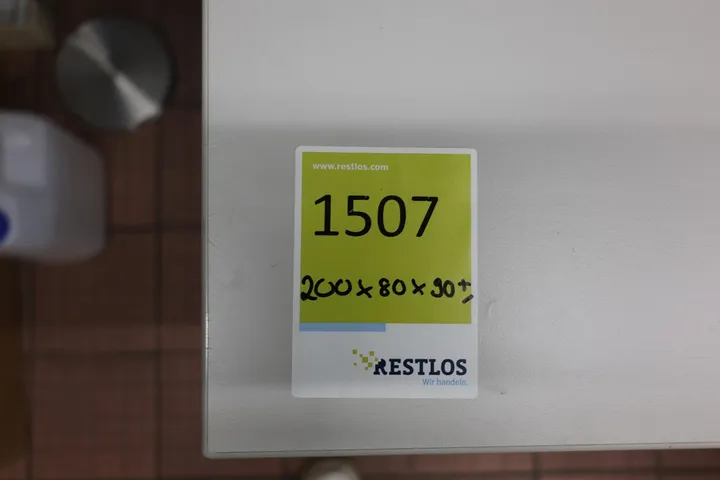 www.restlos.com
1507
200 x 80 x 90
RESTLOS
Wir handeln.